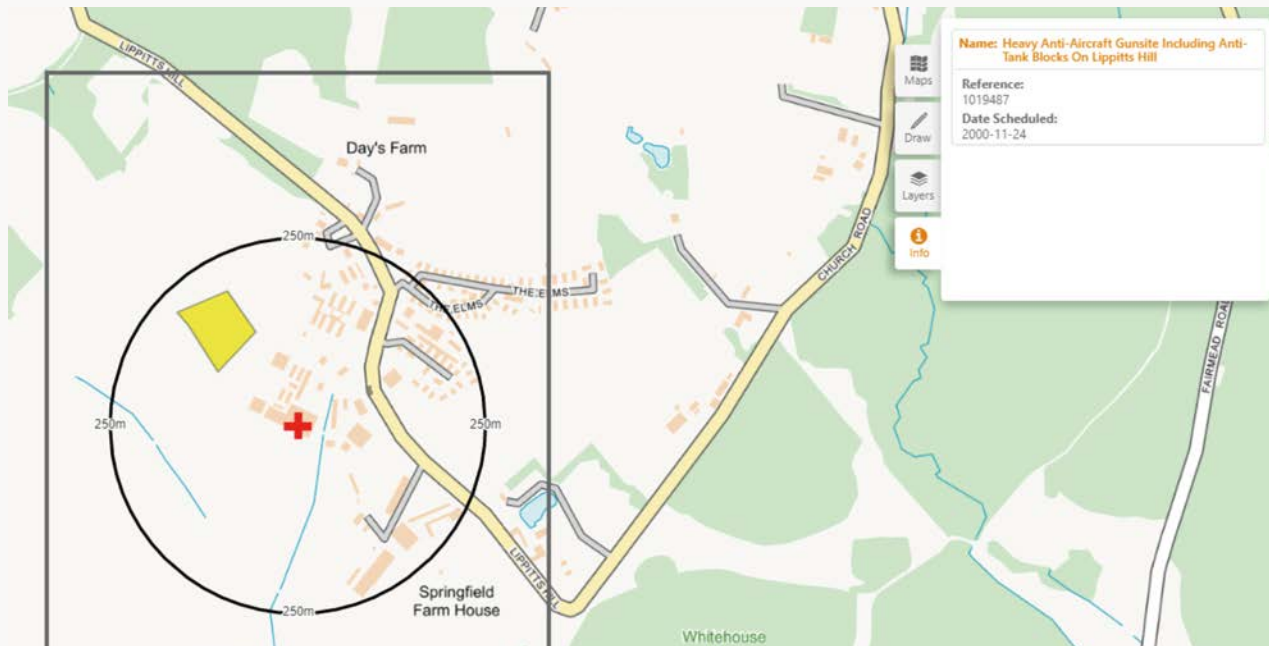 LIPPITTS HILL
Day's Farm
250m
THE ELMS
THE ELMS
250m
250m
250m
CHURCH ROAD
FAIRMEAD ROAD
LIPPITTS HILL
Springfield
Farm House
Whitehouse
Maps
Draw
Layers
Info
Name: Heavy Anti-Aircraft Gunsite Including Anti-
Tank Blocks On Lippitts Hill
Reference:
1019487
Date Scheduled:
2000-11-24